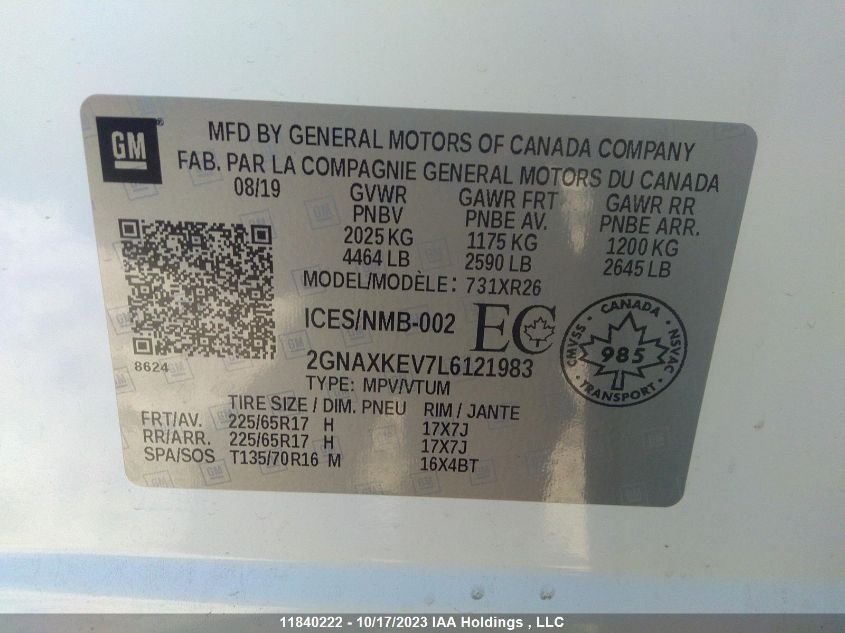 GM
MFD BY GENERAL MOTORS OF CANADA COMPANY
FAB. PAR LA COMPAGNIE GENERAL MOTORS DU CANADA
08/19 GVWR GAWR FRT GAWR RR
PNBV PNBE AV. PNBE ARR.
2025 KG 1175 KG 1200 KG
4464 LB 2590 LB 2645 LB
MODEL/MODÈLE: 731XR26
ICES/NMB-002 EC
CANADA
CMVSS 985 NSVAC
TRANSPORT
8624
2GNAXKEV7L6121983
TYPE: MPV/VTUM
TIRE SIZE / DIM. PNEU RIM / JANTE
FRT/AV. 225/65R17 H 17X7J
RR/ARR. 225/65R17 H 17X7J
SPA/SOS T135/70R16 M 16X4BT
11840222 - 10/17/2023 IAA Holdings , LLC